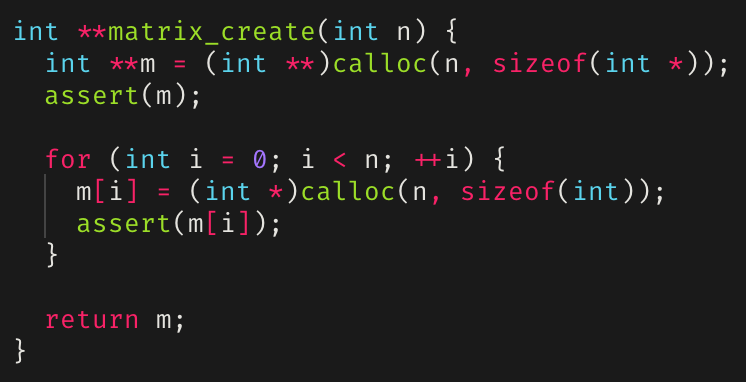 int **matrix_create(int n) {
  int **m = (int **)calloc(n, sizeof(int *));
  assert(m);

  for (int i = 0; i < n; ++i) {
    m[i] = (int *)calloc(n, sizeof(int));
    assert(m[i]);
  }

  return m;
}